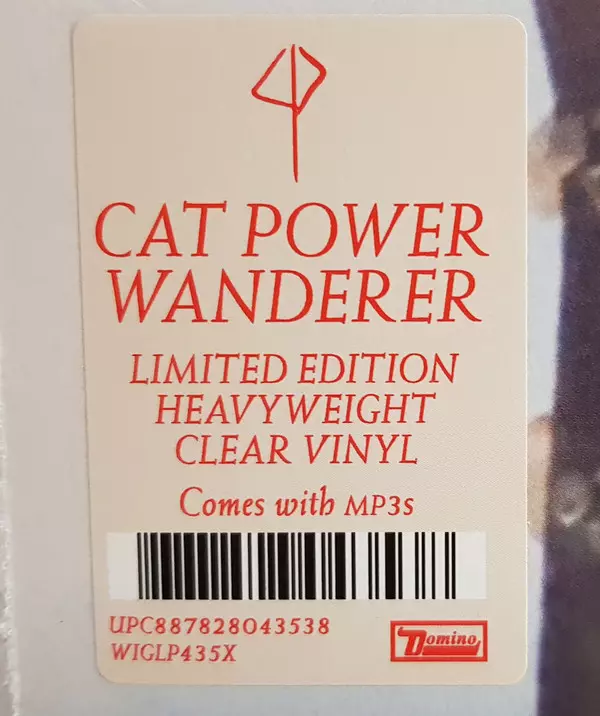 CAT POWER
WANDERER
LIMITED EDITION
HEAVYWEIGHT
CLEAR VINYL
Comes with MP3s
UPC887828043538
WIGLP435X
Domino